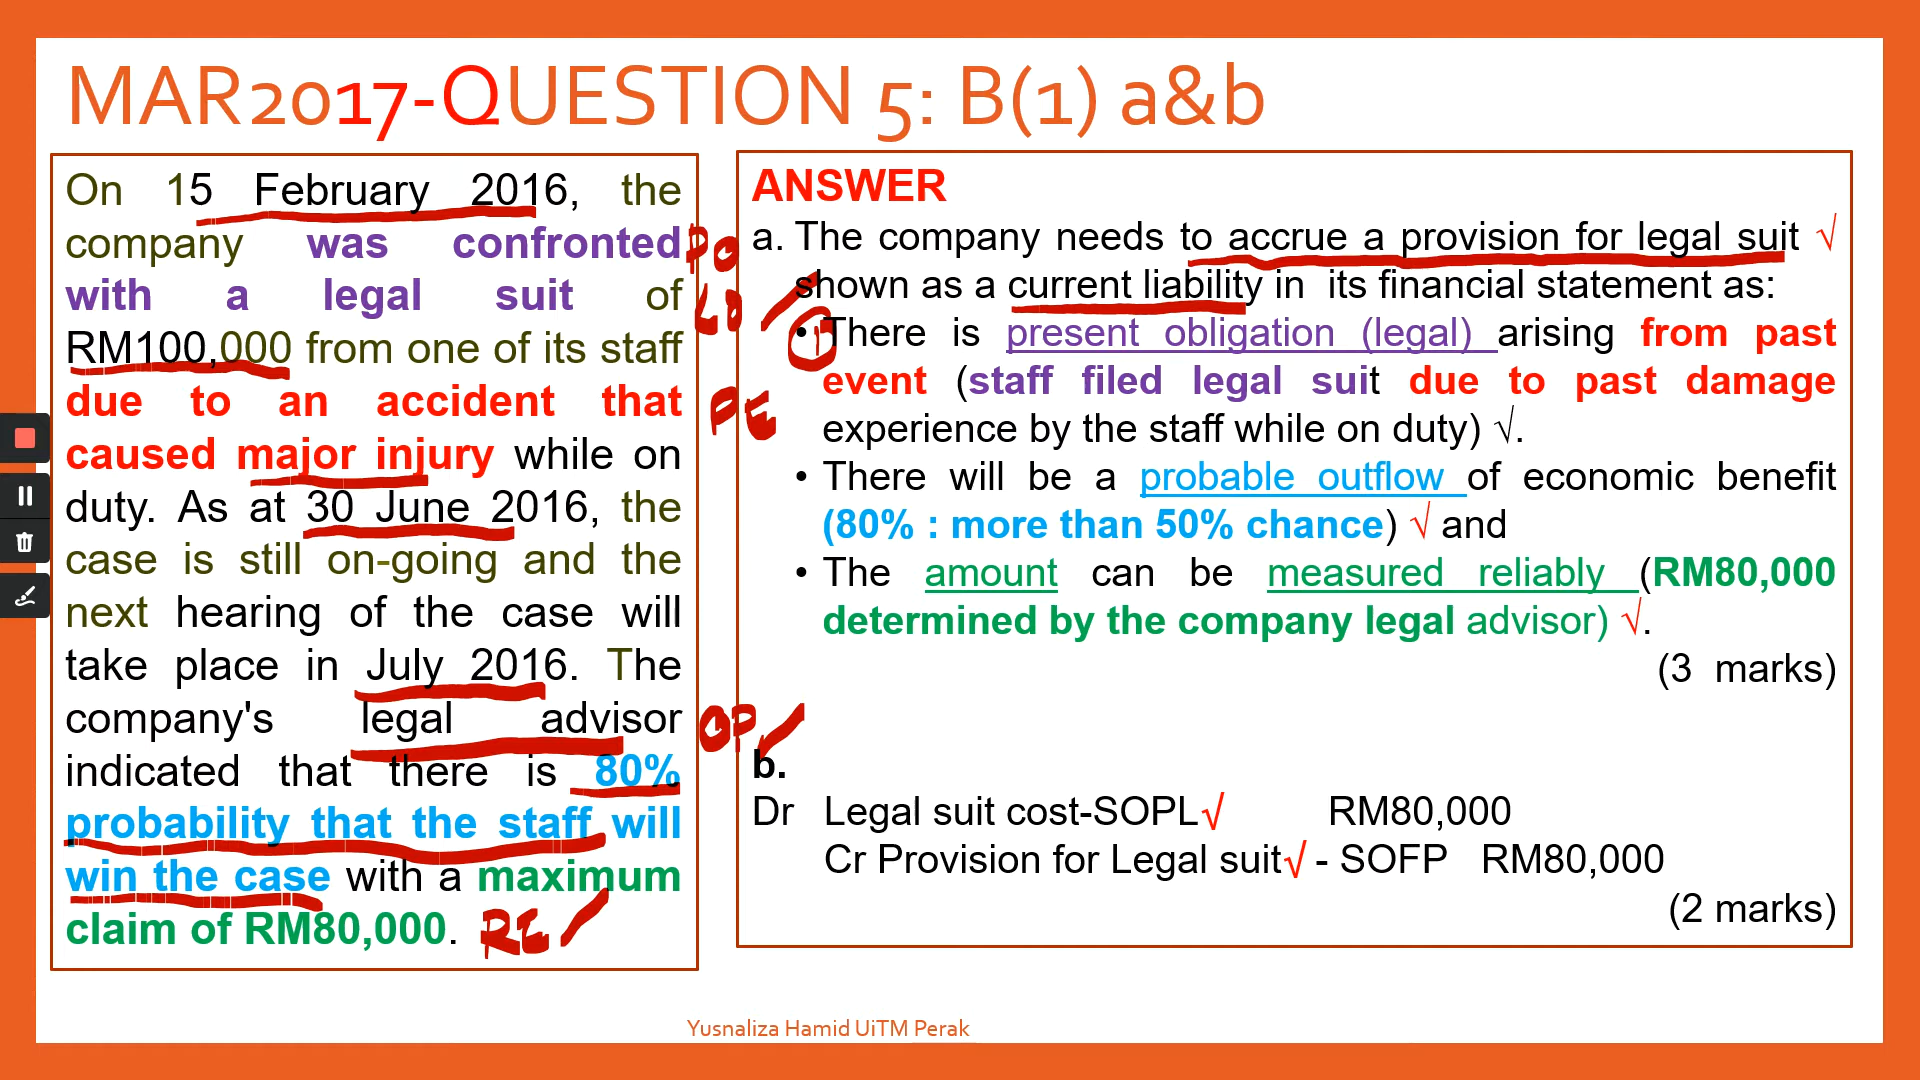 MAR2017-QUESTION 5: B(1) a&b
On 15 February 2016, the
company was confronted
with a legal suit of
RM100,000 from one of its staff
due to an accident that
caused major injury while on
duty. As at 30 June 2016, the
case is still on-going and the
next hearing of the case will
take place in July 2016. The
company's legal advisor
indicated that there is 80%
probability that the staff will
win the case with a maximum
claim of RM80,000.
RE
PO
LO
PE
OP
1
ANSWER
a. The company needs to accrue a provision for legal suit √
shown as a current liability in its financial statement as:
• There is present obligation (legal) arising from past
event (staff filed legal suit due to past damage
experience by the staff while on duty) √.
• There will be a probable outflow of economic benefit
(80% : more than 50% chance) √ and
• The amount can be measured reliably (RM80,000
determined by the company legal advisor) √.
(3 marks)
b.
Dr Legal suit cost-SOPL√ RM80,000
Cr Provision for Legal suit√ - SOFP RM80,000
(2 marks)
Yusnaliza Hamid UiTM Perak